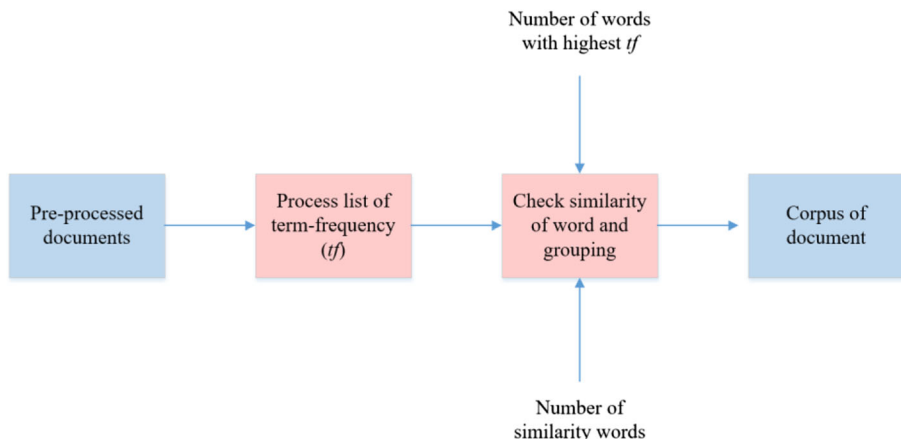 Number of words
with highest tf
Pre-processed
documents
Process list of
term-frequency
(tf)
Check similarity
of word and
grouping
Corpus of
document
Number of
similarity words